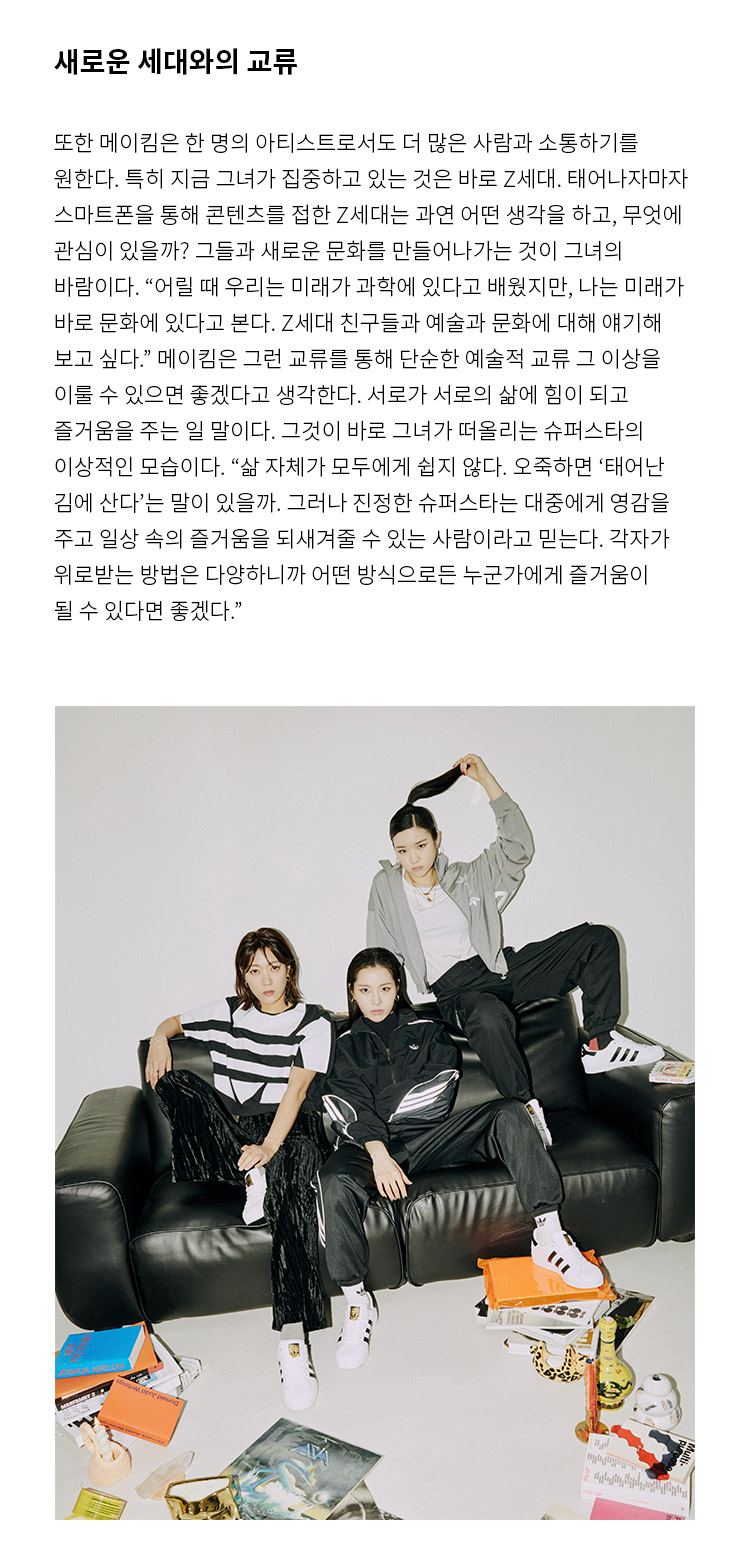 새로운 세대와의 교류
또한 메이킴은 한 명의 아티스트로서도 더 많은 사람과 소통하기를
원한다. 특히 지금 그녀가 집중하고 있는 것은 바로 Z세대. 태어나자마자
스마트폰을 통해 콘텐츠를 접한 Z세대는 과연 어떤 생각을 하고, 무엇에
관심이 있을까? 그들과 새로운 문화를 만들어나가는 것이 그녀의
바람이다. “어릴 때 우리는 미래가 과학에 있다고 배웠지만, 나는 미래가
바로 문화에 있다고 본다. Z세대 친구들과 예술과 문화에 대해 얘기해
보고 싶다.” 메이킴은 그런 교류를 통해 단순한 예술적 교류 그 이상을
이룰 수 있으면 좋겠다고 생각한다. 서로가 서로의 삶에 힘이 되고
즐거움을 주는 일 말이다. 그것이 바로 그녀가 떠올리는 슈퍼스타의
이상적인 모습이다. “삶 자체가 모두에게 쉽지 않다. 오죽하면 ‘태어난
김에 산다’는 말이 있을까. 그러나 진정한 슈퍼스타는 대중에게 영감을
주고 일상 속의 즐거움을 되새겨줄 수 있는 사람이라고 믿는다. 각자가
위로받는 방법은 다양하니까 어떤 방식으로든 누군가에게 즐거움이
될 수 있다면 좋겠다.”
Donald Judd Writings
Multi-